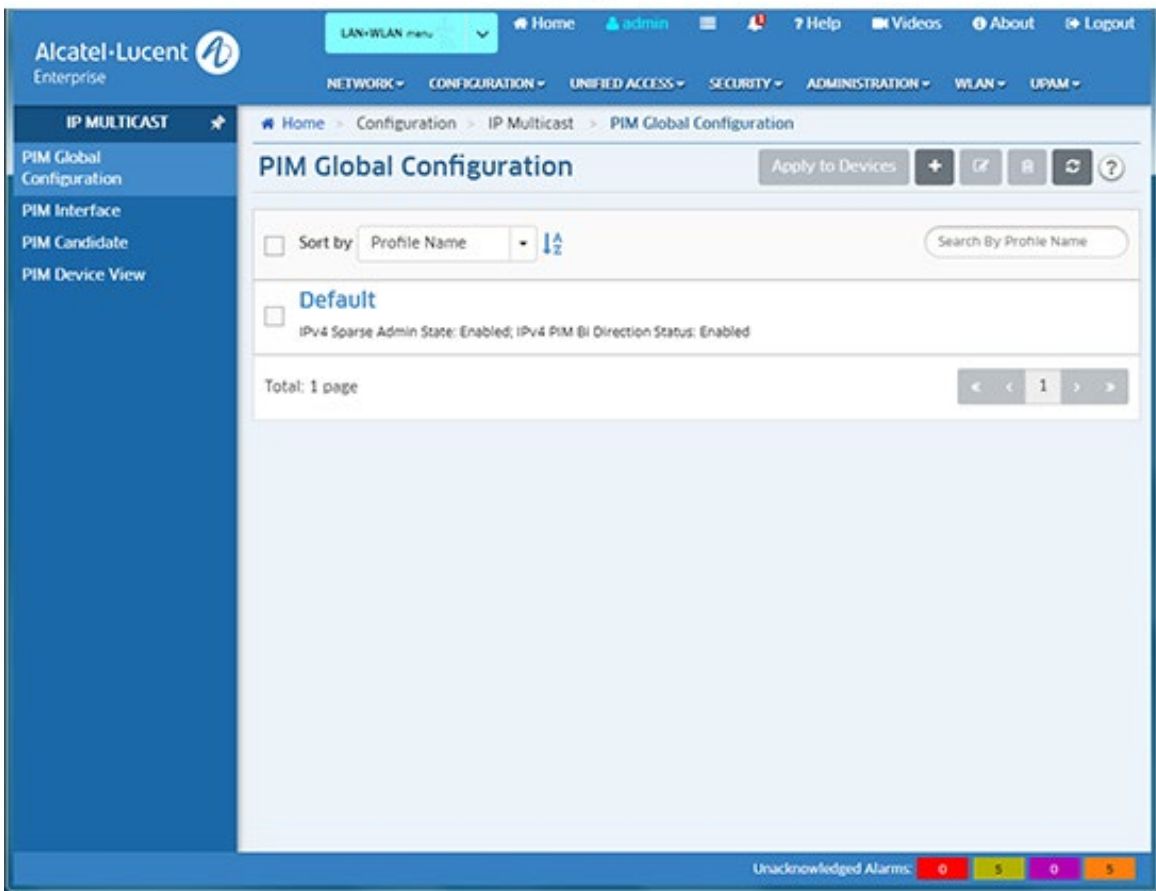 Alcatel·Lucent
Enterprise
LAN+WLAN menu
Home
admin
1
? Help
Videos
About
Logout
NETWORK
CONFIGURATION
UNIFIED ACCESS
SECURITY
ADMINISTRATION
WLAN
UPAM
IP MULTICAST
PIM Global
Configuration
PIM Interface
PIM Candidate
PIM Device View
Home > Configuration > IP Multicast > PIM Global Configuration
PIM Global Configuration
Apply to Devices
+
?
Sort by
Profile Name
A
Z
Search By Profile Name
Default
IPv4 Sparse Admin State: Enabled; IPv4 PIM Bi Direction Status: Enabled
Total: 1 page
« ‹ 1 › »
Unacknowledged Alarms: 0 5 0 5